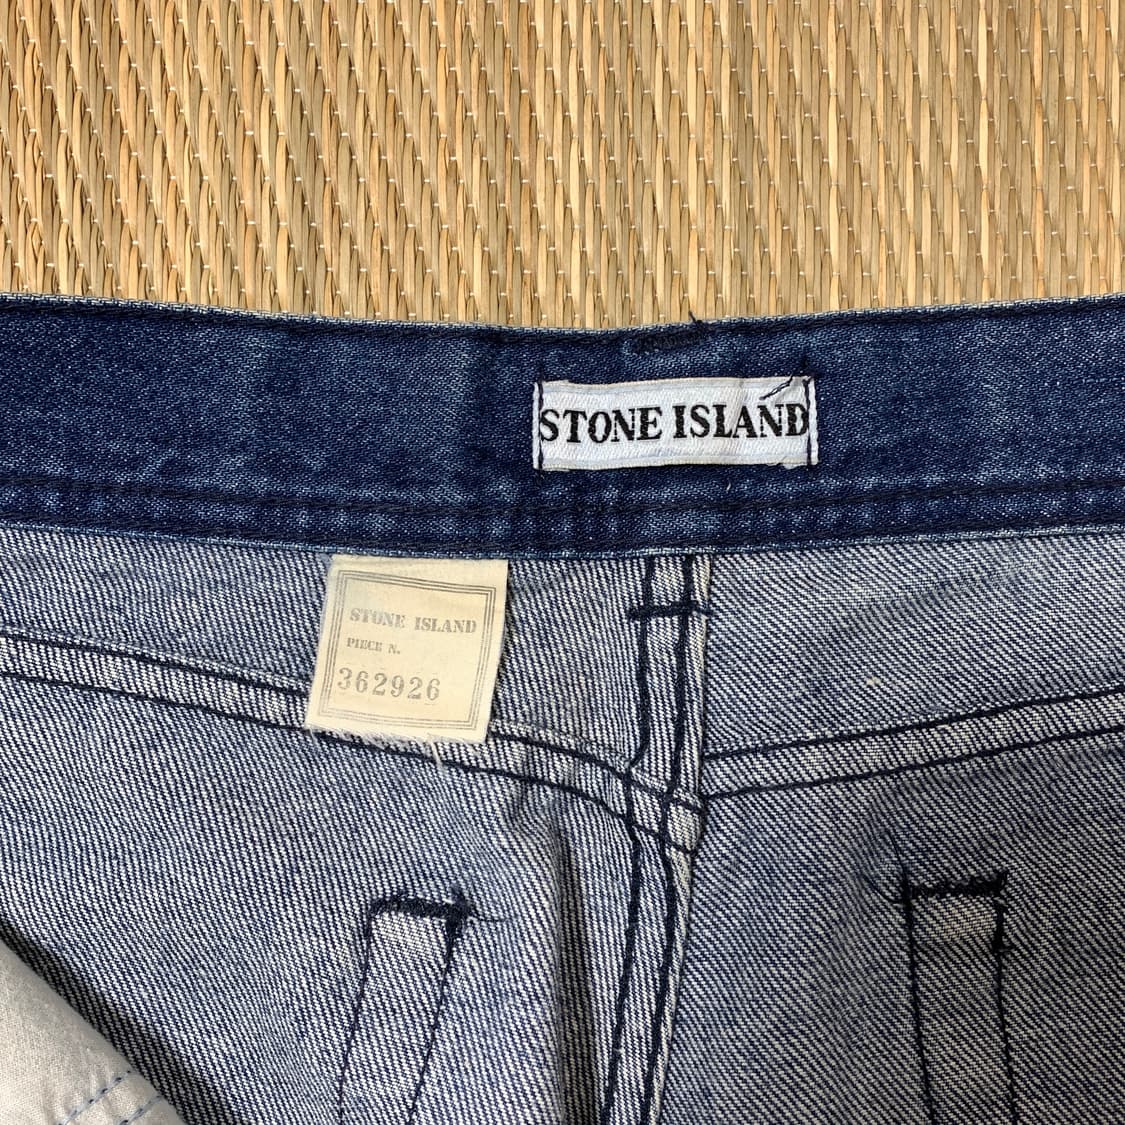 STONE ISLAND
STONE ISLAND
PIECE N.
362926